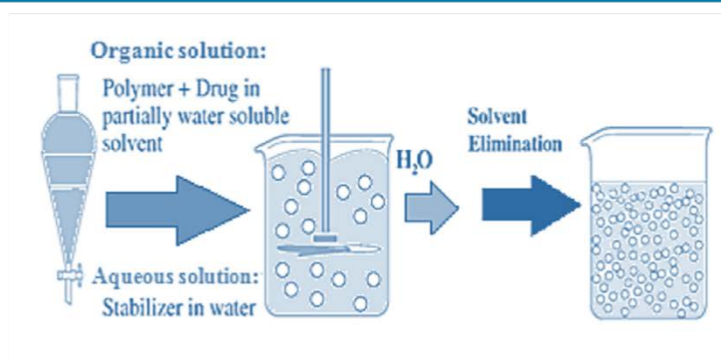 Organic solution:
Polymer + Drug in
partially water soluble
solvent
H₂O
Solvent
Elimination
Aqueous solution:
Stabilizer in water